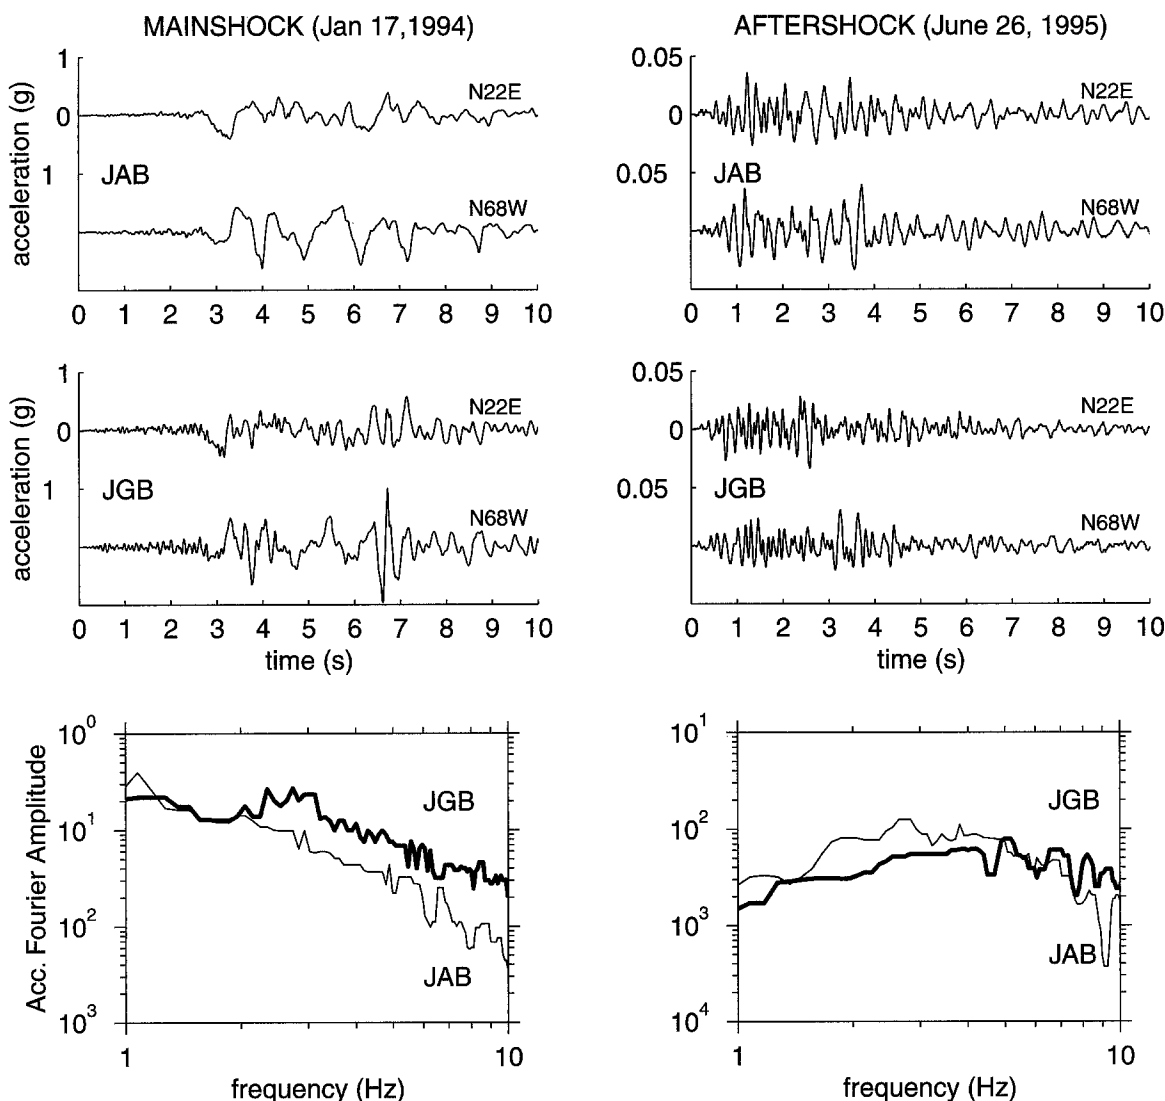 MAINSHOCK (Jan 17,1994)
1
N22E
0
acceleration (g)
1
JAB
N68W
0 1 2 3 4 5 6 7 8 9 10
1
N22E
0
acceleration (g)
1
JGB
N68W
0 1 2 3 4 5 6 7 8 9 10
time (s)
AFTERSHOCK (June 26, 1995)
0.05
N22E
0
0.05
JAB
N68W
0 1 2 3 4 5 6 7 8 9 10
0.05
N22E
0
0.05
JGB
N68W
0 1 2 3 4 5 6 7 8 9 10
time (s)
10⁰
JGB
10¹
Acc. Fourier Amplitude
10²
JAB
10³
1 10
frequency (Hz)
10¹
JGB
10²
10³
JAB
10⁴
1 10
frequency (Hz)